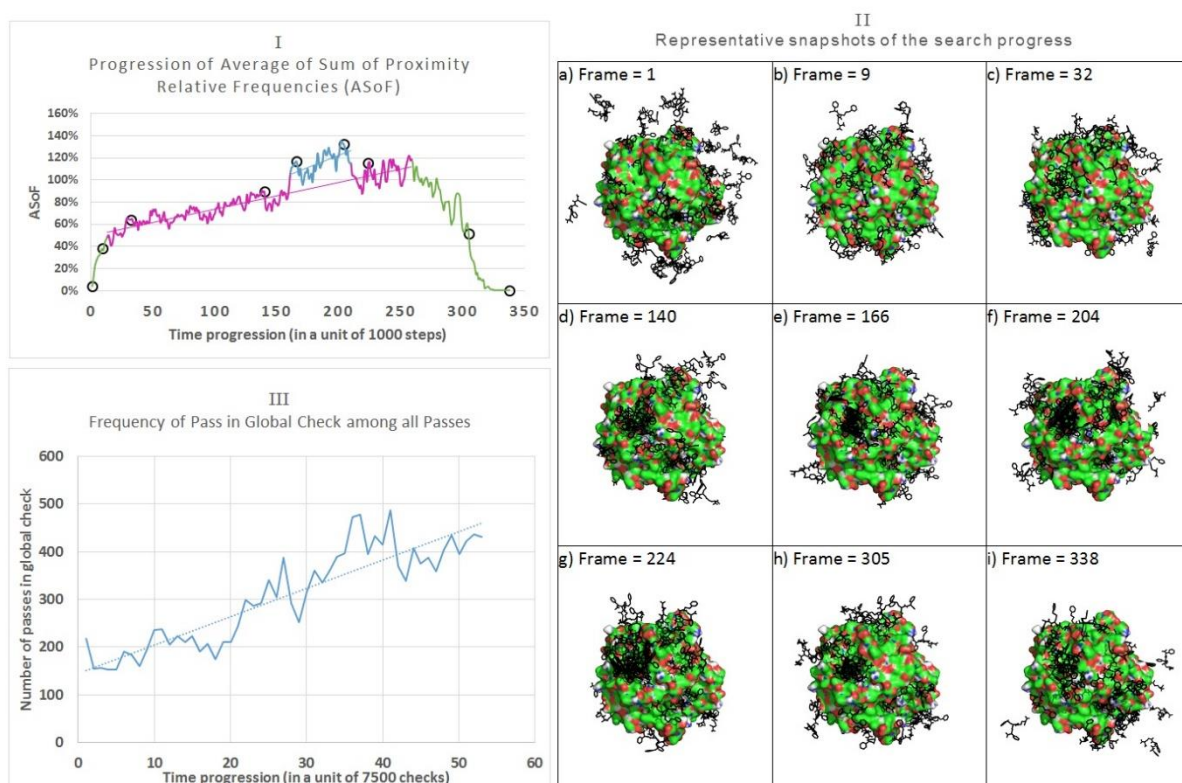 I
Progression of Average of Sum of Proximity
Relative Frequencies (ASoF)
160%
140%
120%
100%
80%
60%
40%
20%
0%
ASoF
0 50 100 150 200 250 300 350
Time progression (in a unit of 1000 steps)
III
Frequency of Pass in Global Check among all Passes
600
500
400
300
200
100
0
Number of passes in global check
0 10 20 30 40 50 60
Time progression (in a unit of 7500 checks)
II
Representative snapshots of the search progress
a) Frame = 1
b) Frame = 9
c) Frame = 32
d) Frame = 140
e) Frame = 166
f) Frame = 204
g) Frame = 224
h) Frame = 305
i) Frame = 338